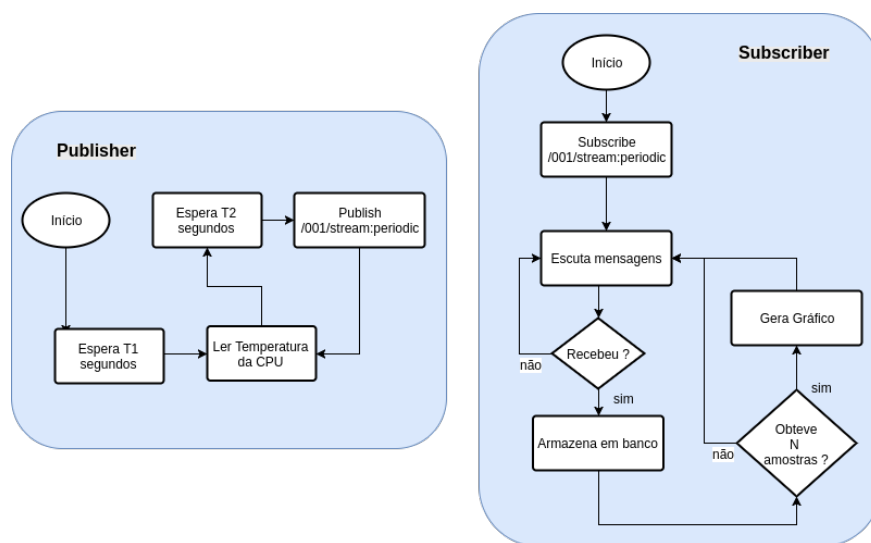 Publisher
Início
Espera T1
segundos
Ler Temperatura
da CPU
Espera T2
segundos
Publish
/001/stream:periodic
Subscriber
Início
Subscribe
/001/stream:periodic
Escuta mensagens
Recebeu ?
não
sim
Armazena em banco
Obteve
N
amostras ?
não
sim
Gera Gráfico